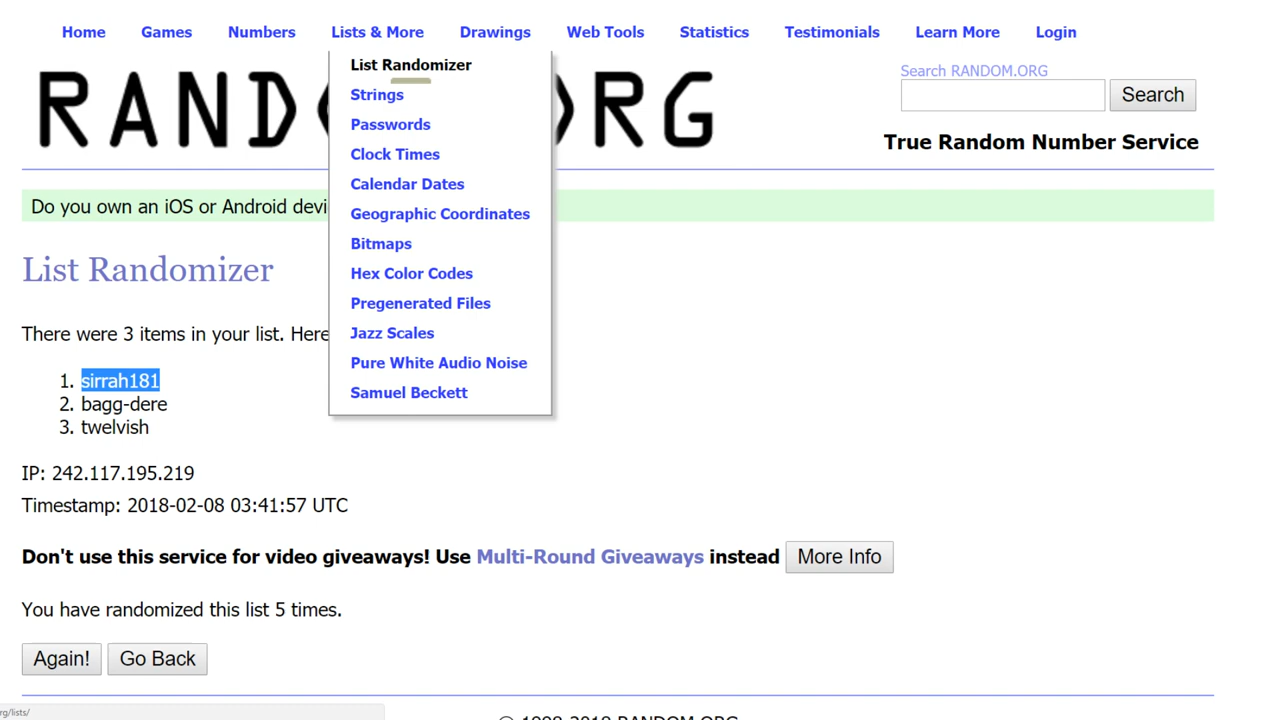 Home Games Numbers Lists & More Drawings Web Tools Statistics Testimonials Learn More Login
List Randomizer
Strings
Passwords
Clock Times
Calendar Dates
Geographic Coordinates
Bitmaps
Hex Color Codes
Pregenerated Files
Jazz Scales
Pure White Audio Noise
Samuel Beckett
Search RANDOM.ORG
Search
True Random Number Service
Do you own an iOS or Android devi
List Randomizer
There were 3 items in your list. Here
1. sirrah181
2. bagg-dere
3. twelvish
IP: 242.117.195.219
Timestamp: 2018-02-08 03:41:57 UTC
Don't use this service for video giveaways! Use Multi-Round Giveaways instead More Info
You have randomized this list 5 times.
Again! Go Back
rg/lists/
© 1998-2018 RANDOM.ORG